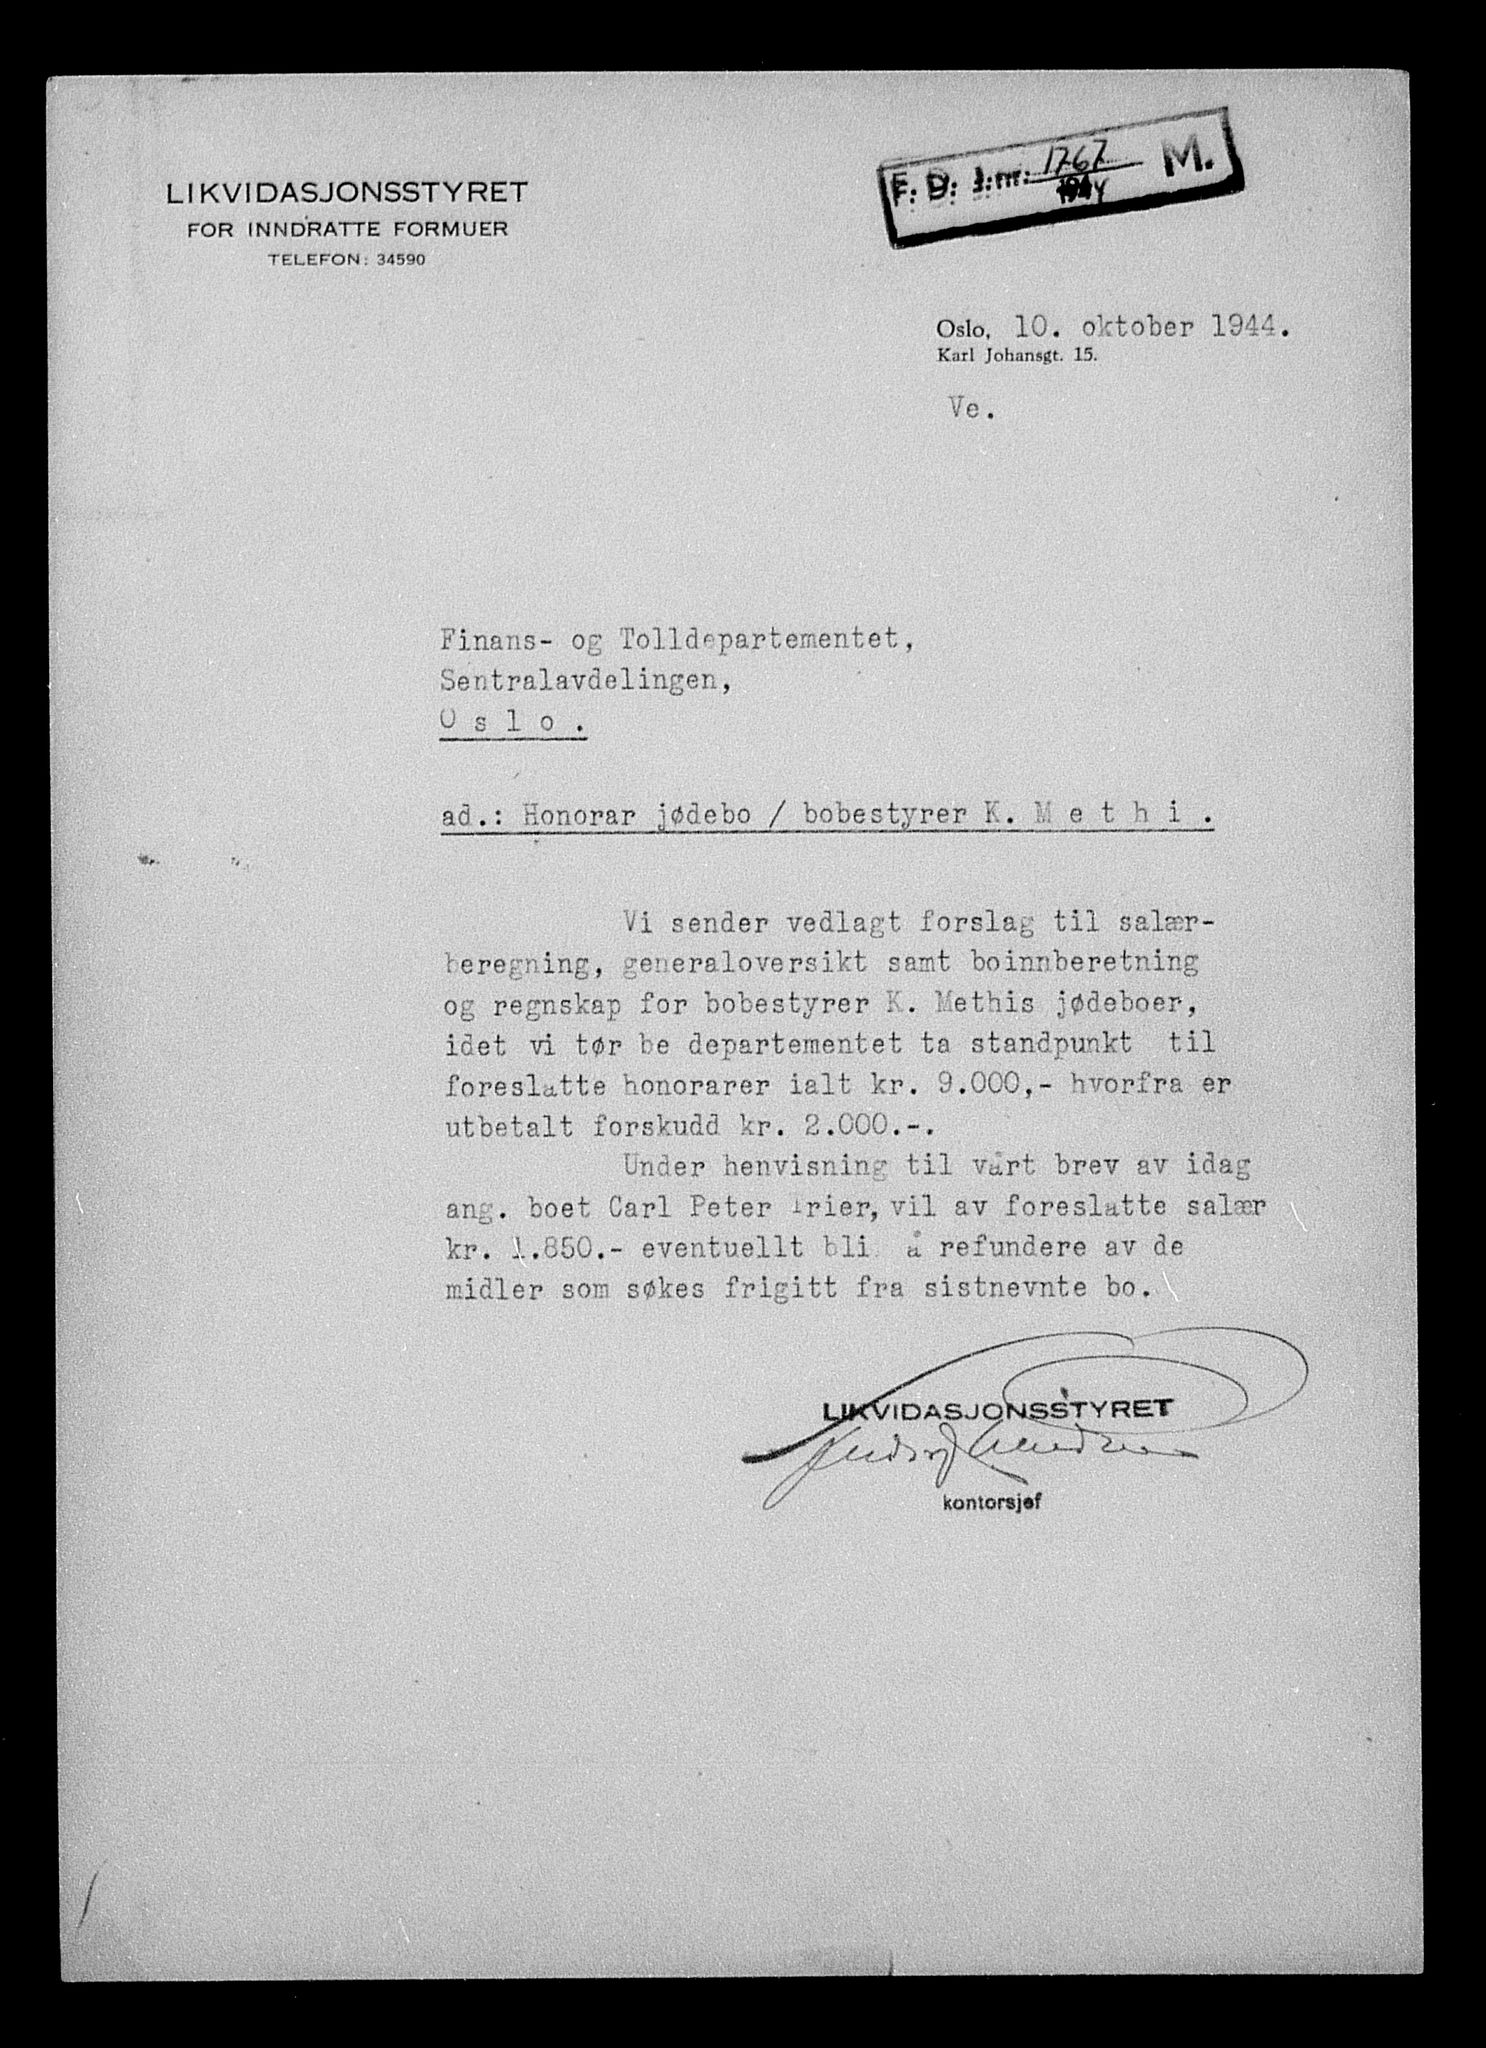 LIKVIDASJONSSTYRET
FOR INNDRATTE FORMUER
TELEFON: 34590
F. D. J.nr. 1767 M.
1944
Oslo, 10. oktober 1944.
Karl Johansgt. 15.
Ve.
Finans- og Tolldepartementet,
Sentralavdelingen,
O s l o .
ad.: Honorar jødebo / bobestyrer K. M e t h i .
Vi sender vedlagt forslag til salær-
beregning, generaloversikt samt boinnberetning
og regnskap for bobestyrer K. Methis jødeboer,
idet vi tør be departementet ta standpunkt til
foreslatte honorarer ialt kr. 9.000,- hvorfra er
utbetalt forskudd kr. 2.000.-.
Under henvisning til vårt brev av idag
ang. boet Carl Peter Trier, vil av foreslatte salær
kr. 1.850.- eventuellt bli å refundere av de
midler som søkes frigitt fra sistnevnte bo.
LIKVIDASJONSSTYRET
kontorsjef